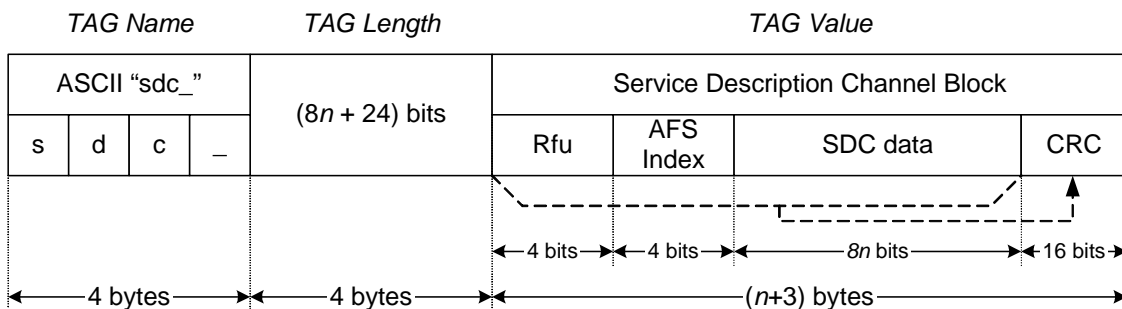 TAG Name TAG Length TAG Value
ASCII “sdc_” (8n + 24) bits Service Description Channel Block
s d c _ Rfu AFS Index SDC data CRC
4 bits 4 bits 8n bits 16 bits
4 bytes 4 bytes (n+3) bytes